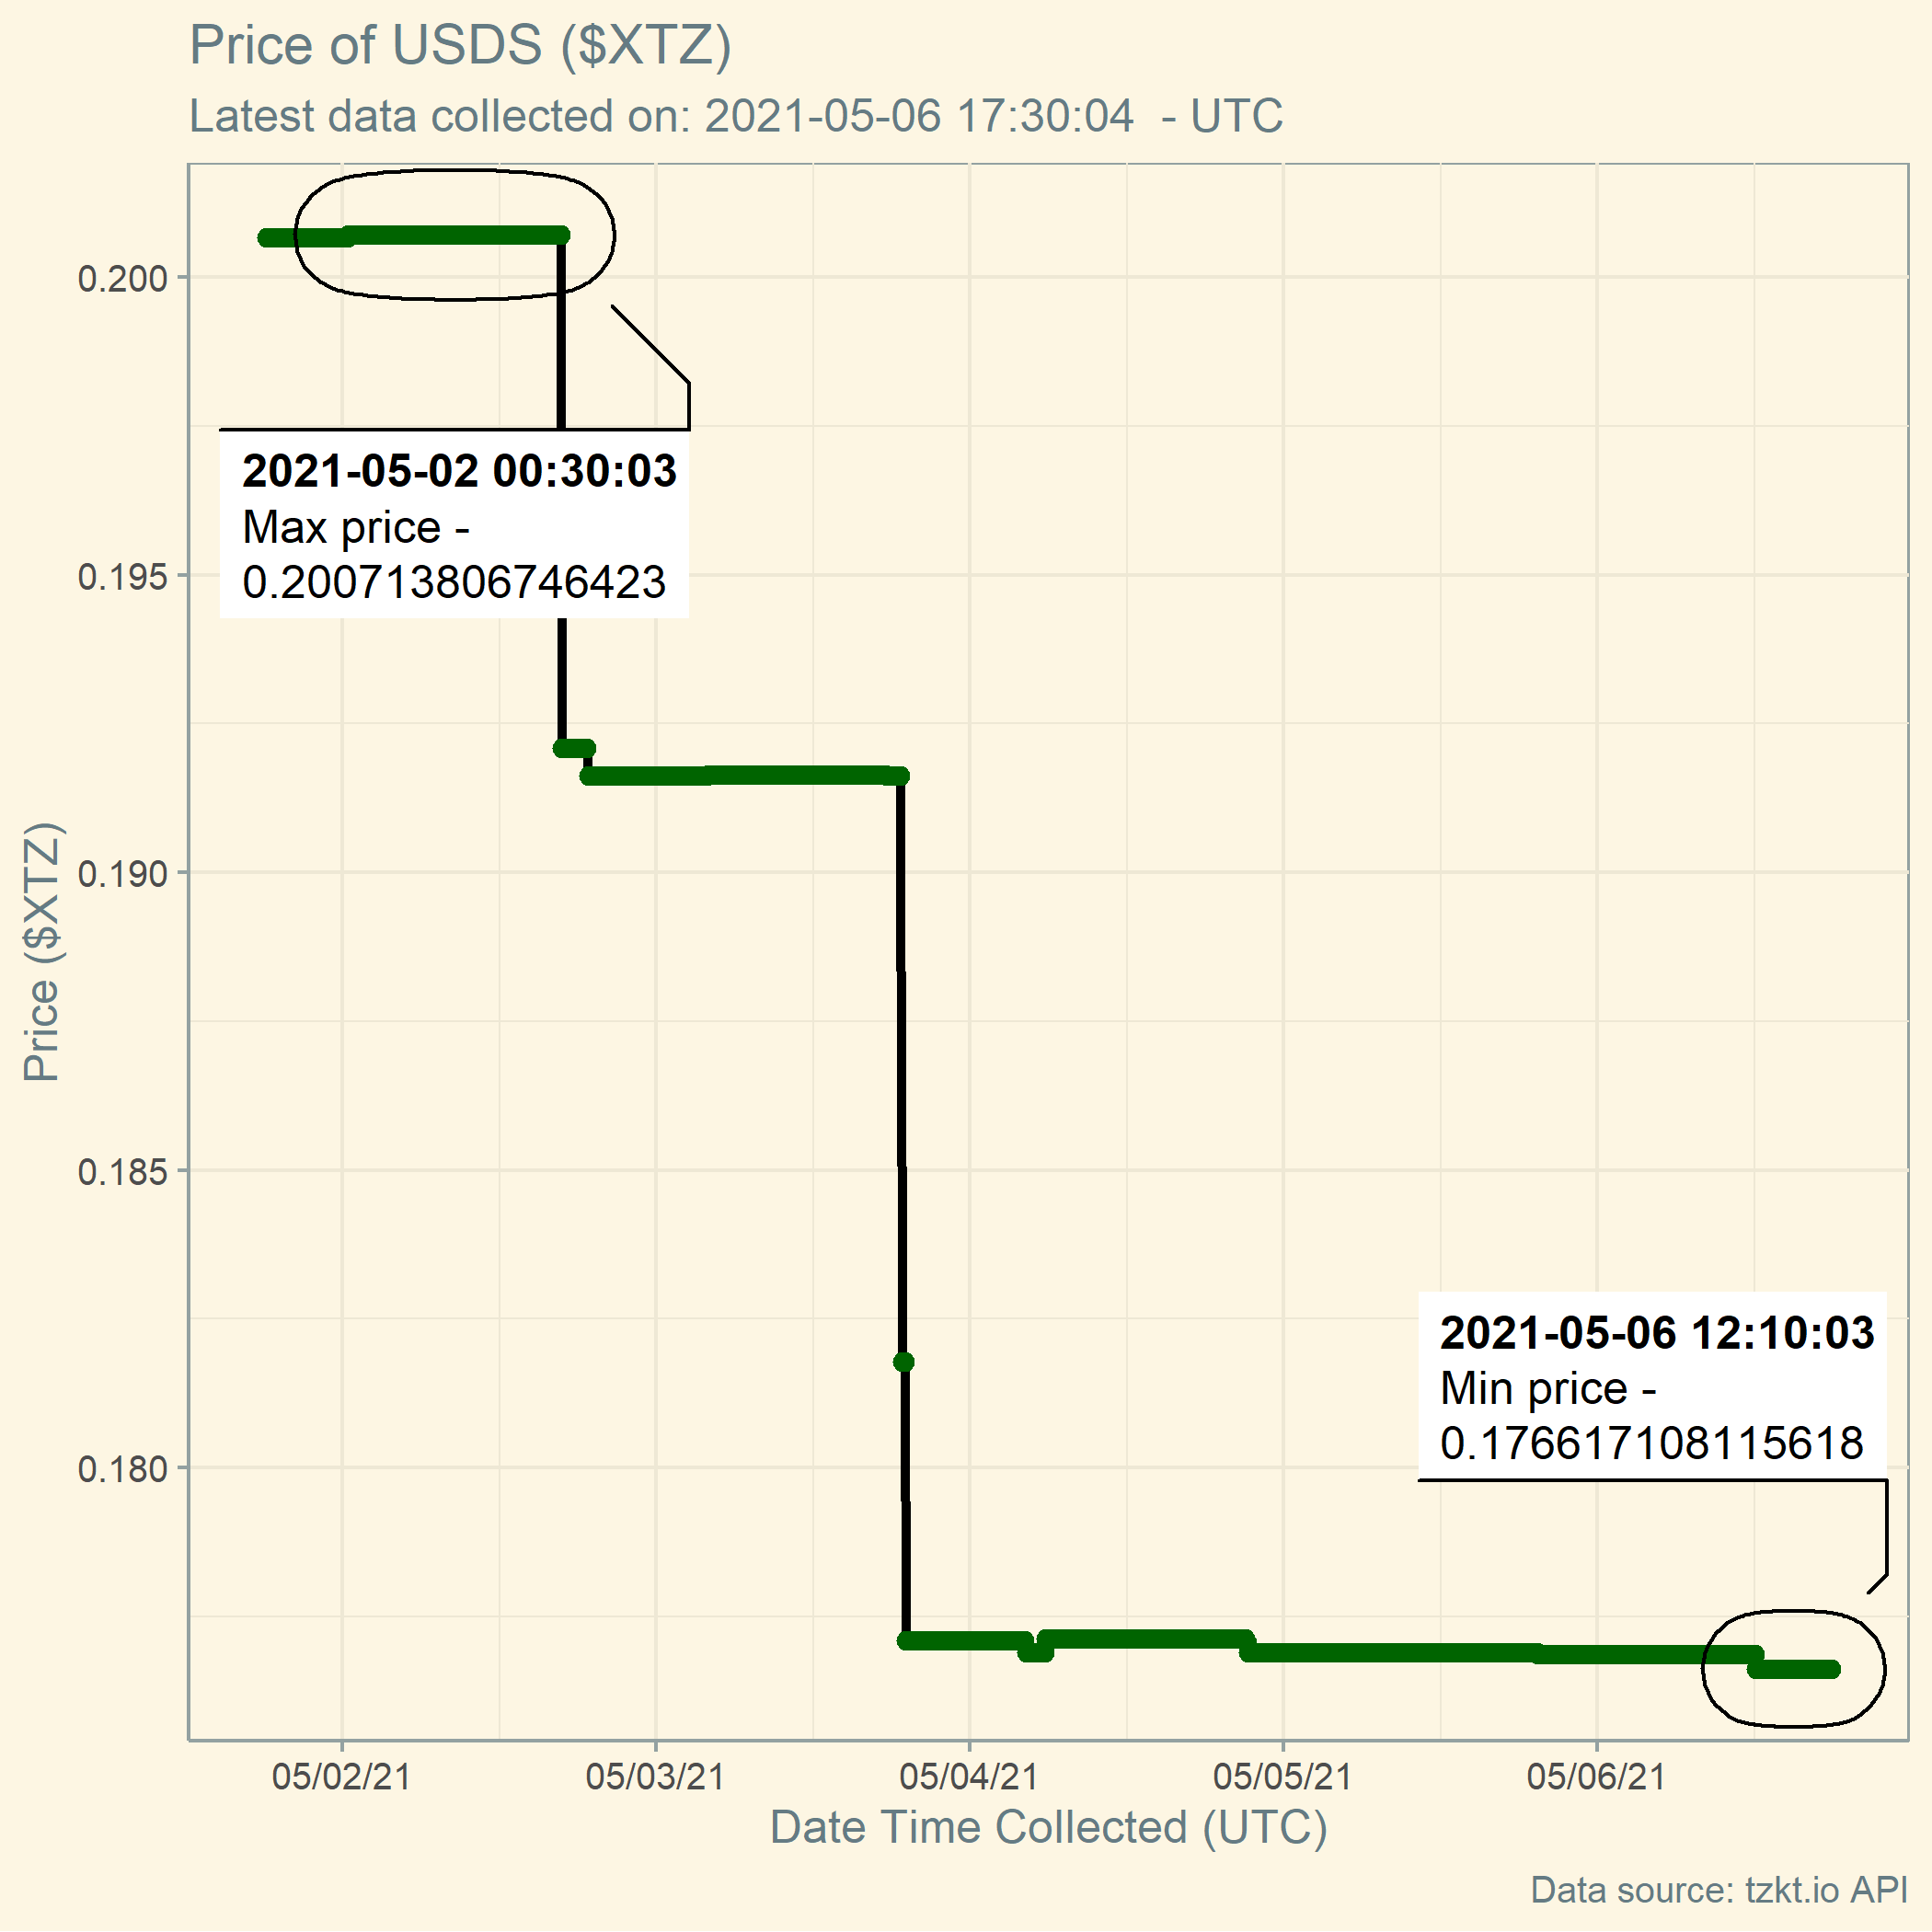 Price of USDS ($XTZ)
Latest data collected on: 2021-05-06 17:30:04  - UTC
0.200
2021-05-02 00:30:03
Max price -
0.200713806746423
0.195
0.190
Price ($XTZ)
0.185
2021-05-06 12:10:03
Min price -
0.176617108115618
0.180
05/02/21
05/03/21
05/04/21
05/05/21
05/06/21
Date Time Collected (UTC)
Data source: tzkt.io API